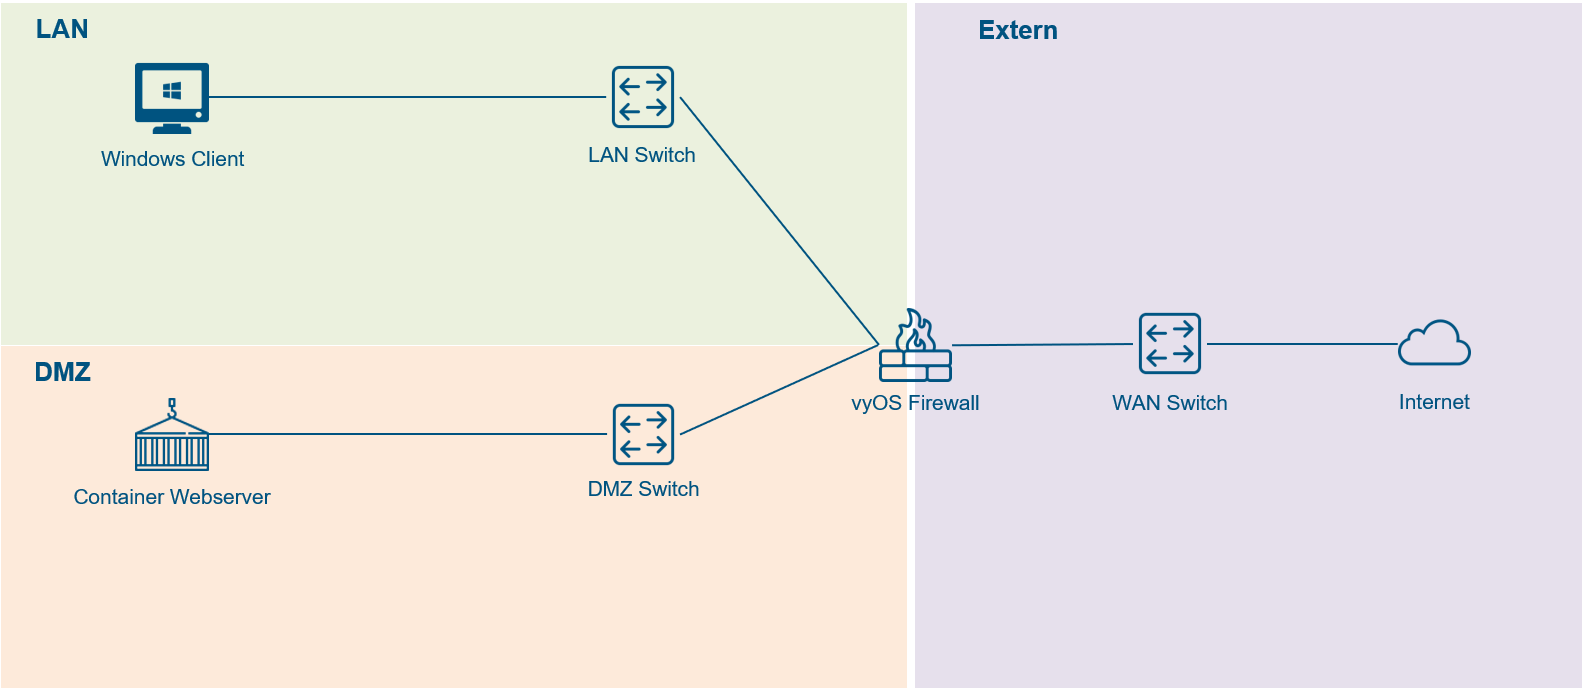 LAN
Extern
Windows Client
LAN Switch
DMZ
vyOS Firewall
WAN Switch
Internet
Container Webserver
DMZ Switch